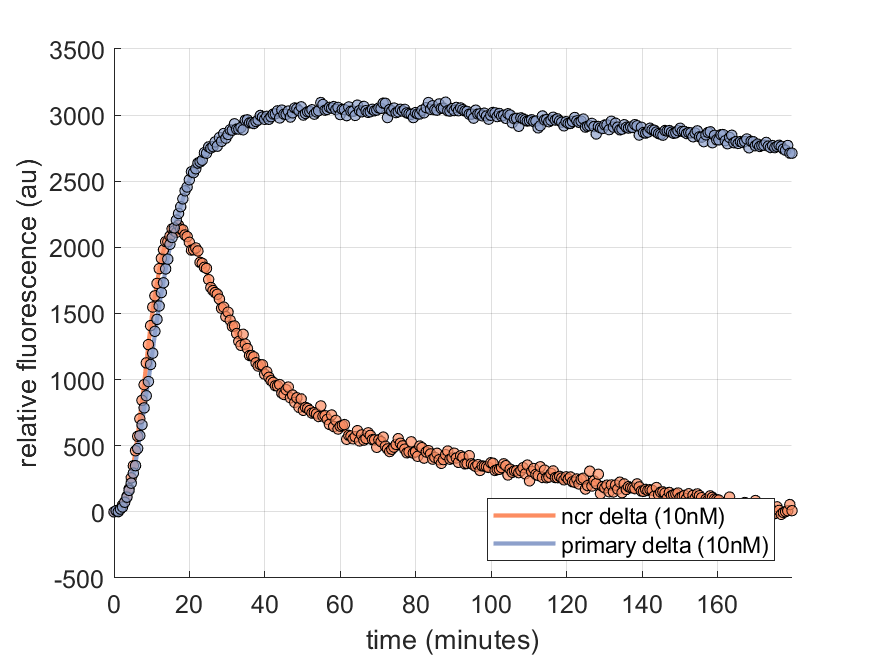 3500
3000
2500
2000
1500
1000
500
0
-500
relative fluorescence (au)
0 20 40 60 80 100 120 140 160
time (minutes)
ncr delta (10nM)
primary delta (10nM)